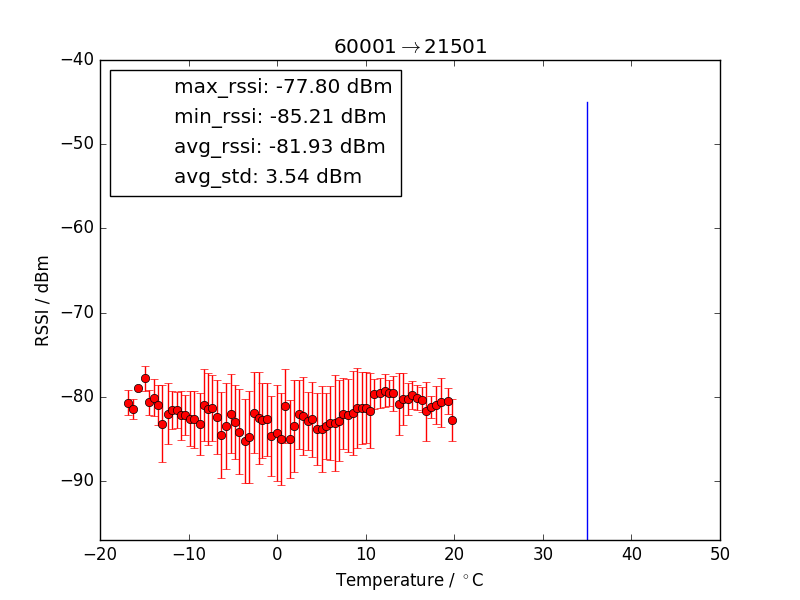 60001→21501
max_rssi: -77.80 dBm
min_rssi: -85.21 dBm
avg_rssi: -81.93 dBm
avg_std: 3.54 dBm
−40
−50
−60
−70
−80
−90
RSSI / dBm
−20 −10 0 10 20 30 40 50
Temperature / °C